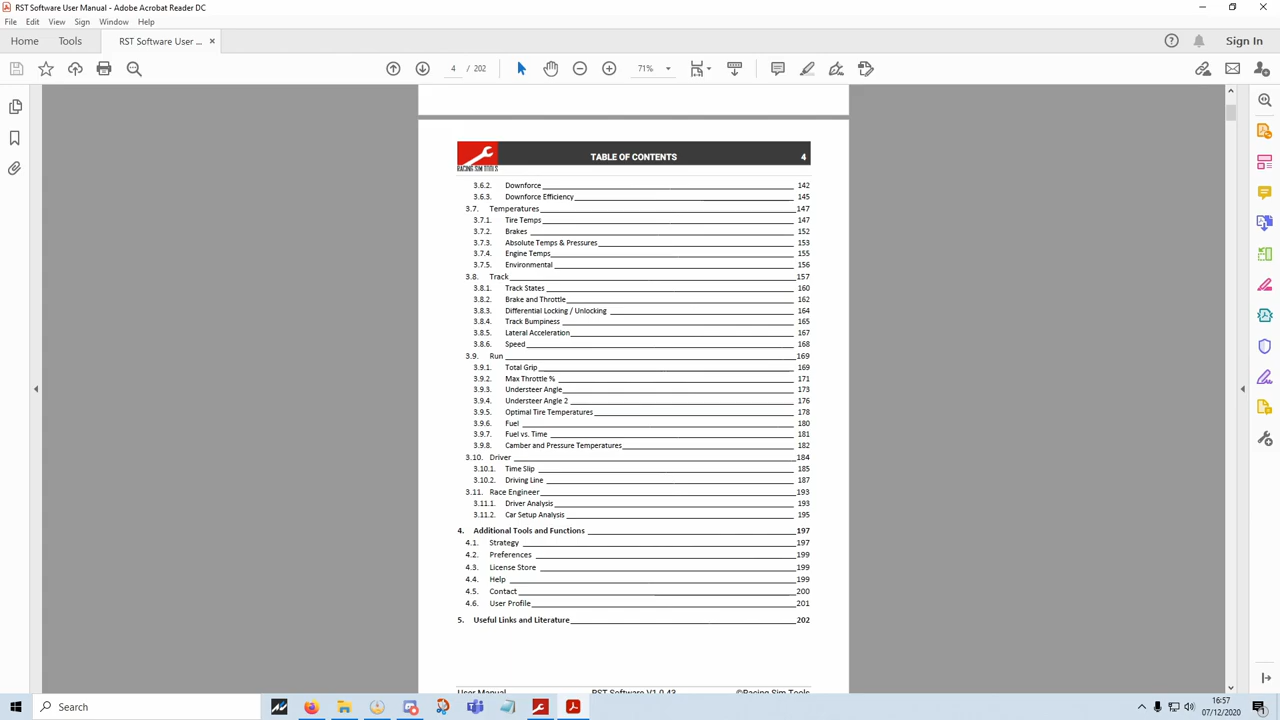 RST Software User Manual - Adobe Acrobat Reader DC
File Edit View Sign Window Help
Home Tools RST Software User ... × Sign In
4 / 202 71%
RACING SIM TOOLS TABLE OF CONTENTS 4
3.6.2. Downforce 142
3.6.3. Downforce Efficiency 145
3.7. Temperatures 147
3.7.1. Tire Temps 147
3.7.2. Brakes 152
3.7.3. Absolute Temps & Pressures 153
3.7.4. Engine Temps 155
3.7.5. Environmental 156
3.8. Track 157
3.8.1. Track States 160
3.8.2. Brake and Throttle 162
3.8.3. Differential Locking / Unlocking 164
3.8.4. Track Bumpiness 165
3.8.5. Lateral Acceleration 167
3.8.6. Speed 168
3.9. Run 169
3.9.1. Total Grip 169
3.9.2. Max Throttle % 171
3.9.3. Understeer Angle 173
3.9.4. Understeer Angle 2 176
3.9.5. Optimal Tire Temperatures 178
3.9.6. Fuel 180
3.9.7. Fuel vs. Time 181
3.9.8. Camber and Pressure Temperatures 182
3.10. Driver 184
3.10.1. Time Slip 185
3.10.2. Driving Line 187
3.11. Race Engineer 193
3.11.1. Driver Analysis 193
3.11.2. Car Setup Analysis 195
4. Additional Tools and Functions 197
4.1. Strategy 197
4.2. Preferences 199
4.3. License Store 199
4.4. Help 199
4.5. Contact 200
4.6. User Profile 201
5. Useful Links and Literature 202
User Manual RST Software V1.0.43 ©Racing Sim Tools
Search
16:57
07/12/2020